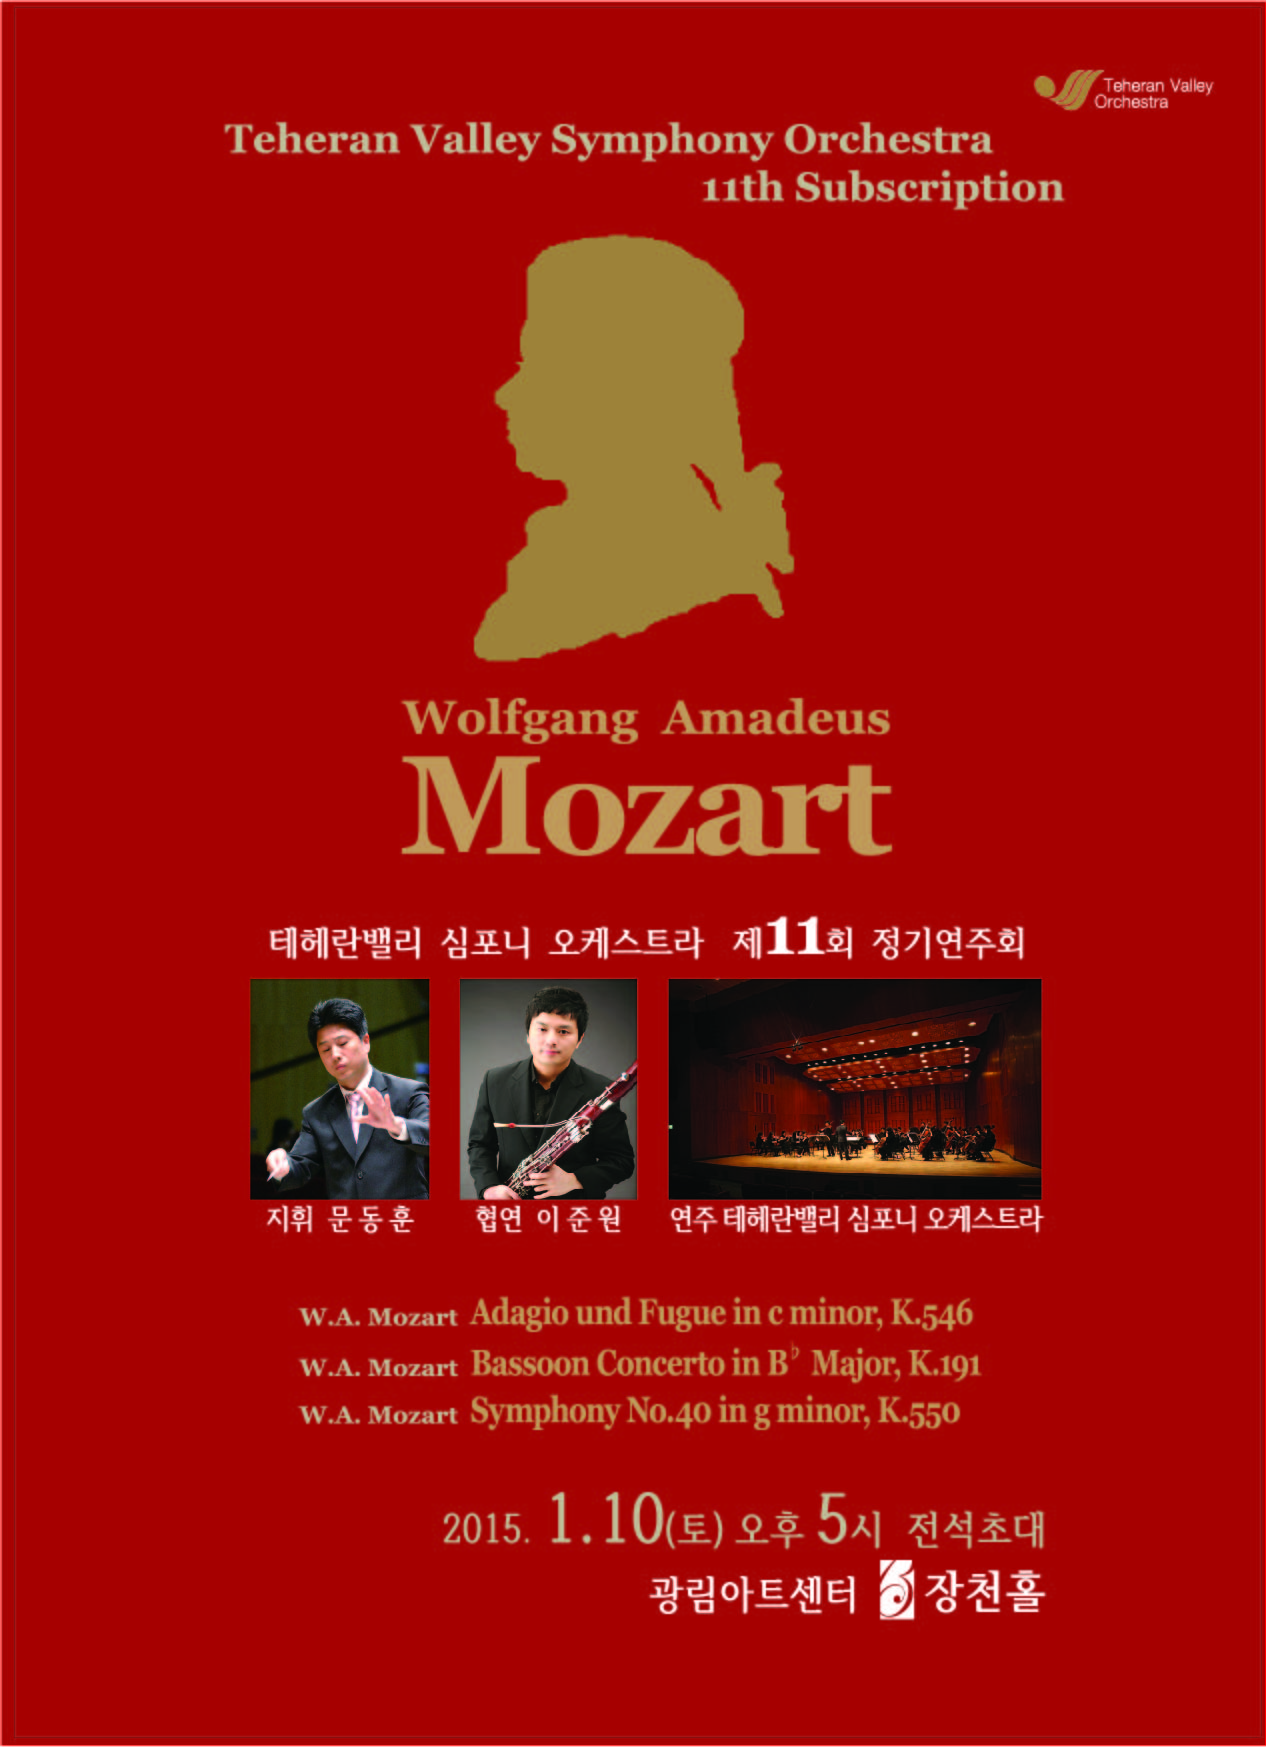 Teheran Valley
Orchestra
Teheran Valley Symphony Orchestra
11th Subscription
Wolfgang Amadeus
Mozart
테헤란밸리 심포니 오케스트라 제11회 정기연주회
지휘 문동훈
협연 이준원
연주 테헤란밸리 심포니 오케스트라
W.A. Mozart Adagio und Fugue in c minor, K.546
W.A. Mozart Bassoon Concerto in B♭ Major, K.191
W.A. Mozart Symphony No.40 in g minor, K.550
2015. 1.10(토) 오후 5시 전석초대
광림아트센터 장천홀